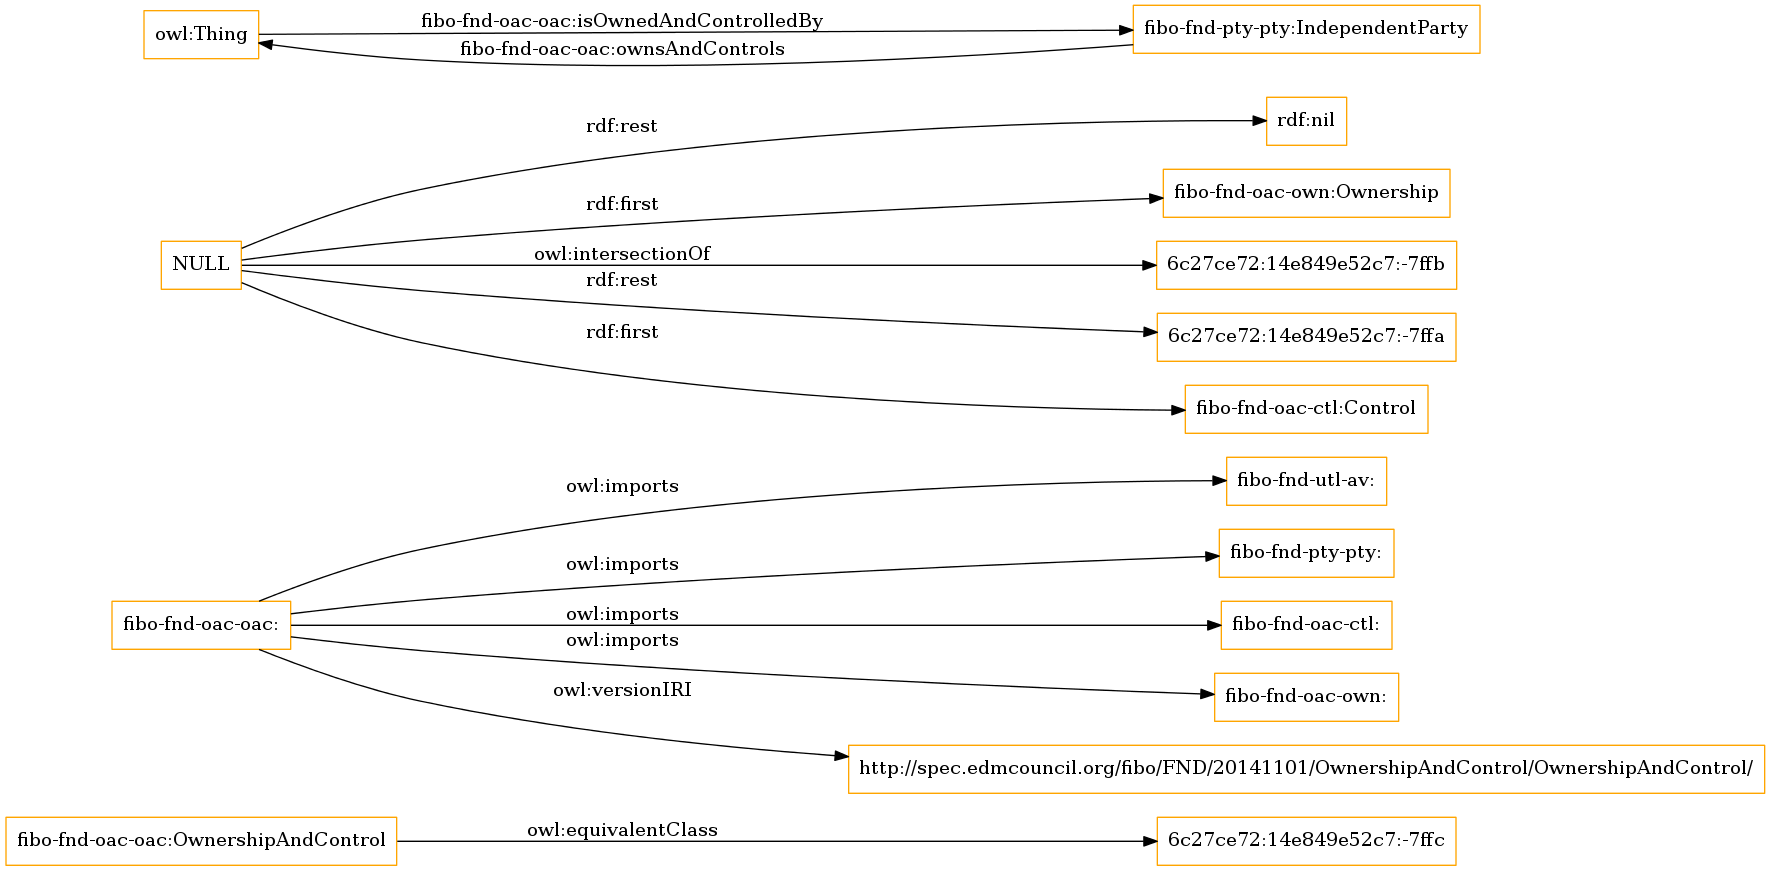 fibo-fnd-oac-oac:isOwnedAndControlledBy
owl:Thing
fibo-fnd-pty-pty:IndependentParty
fibo-fnd-oac-oac:ownsAndControls
rdf:rest
rdf:nil
rdf:first
fibo-fnd-oac-own:Ownership
NULL
owl:intersectionOf
6c27ce72:14e849e52c7:-7ffb
rdf:rest
6c27ce72:14e849e52c7:-7ffa
rdf:first
fibo-fnd-oac-ctl:Control
owl:imports
fibo-fnd-utl-av:
owl:imports
fibo-fnd-pty-pty:
fibo-fnd-oac-oac:
owl:imports
fibo-fnd-oac-ctl:
owl:imports
fibo-fnd-oac-own:
owl:versionIRI
http://spec.edmcouncil.org/fibo/FND/20141101/OwnershipAndControl/OwnershipAndControl/
fibo-fnd-oac-oac:OwnershipAndControl
owl:equivalentClass
6c27ce72:14e849e52c7:-7ffc